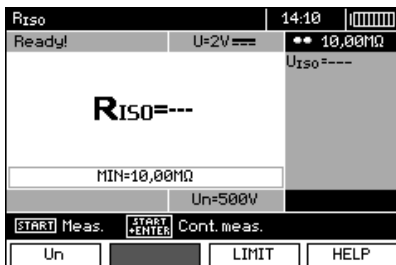 RISO 14:10
Ready! U=2V 10,00MΩ
UISO=---
RISO=---
MIN=10,00MΩ
Un=500V
START Meas. START +ENTER Cont. meas.
Un LIMIT HELP